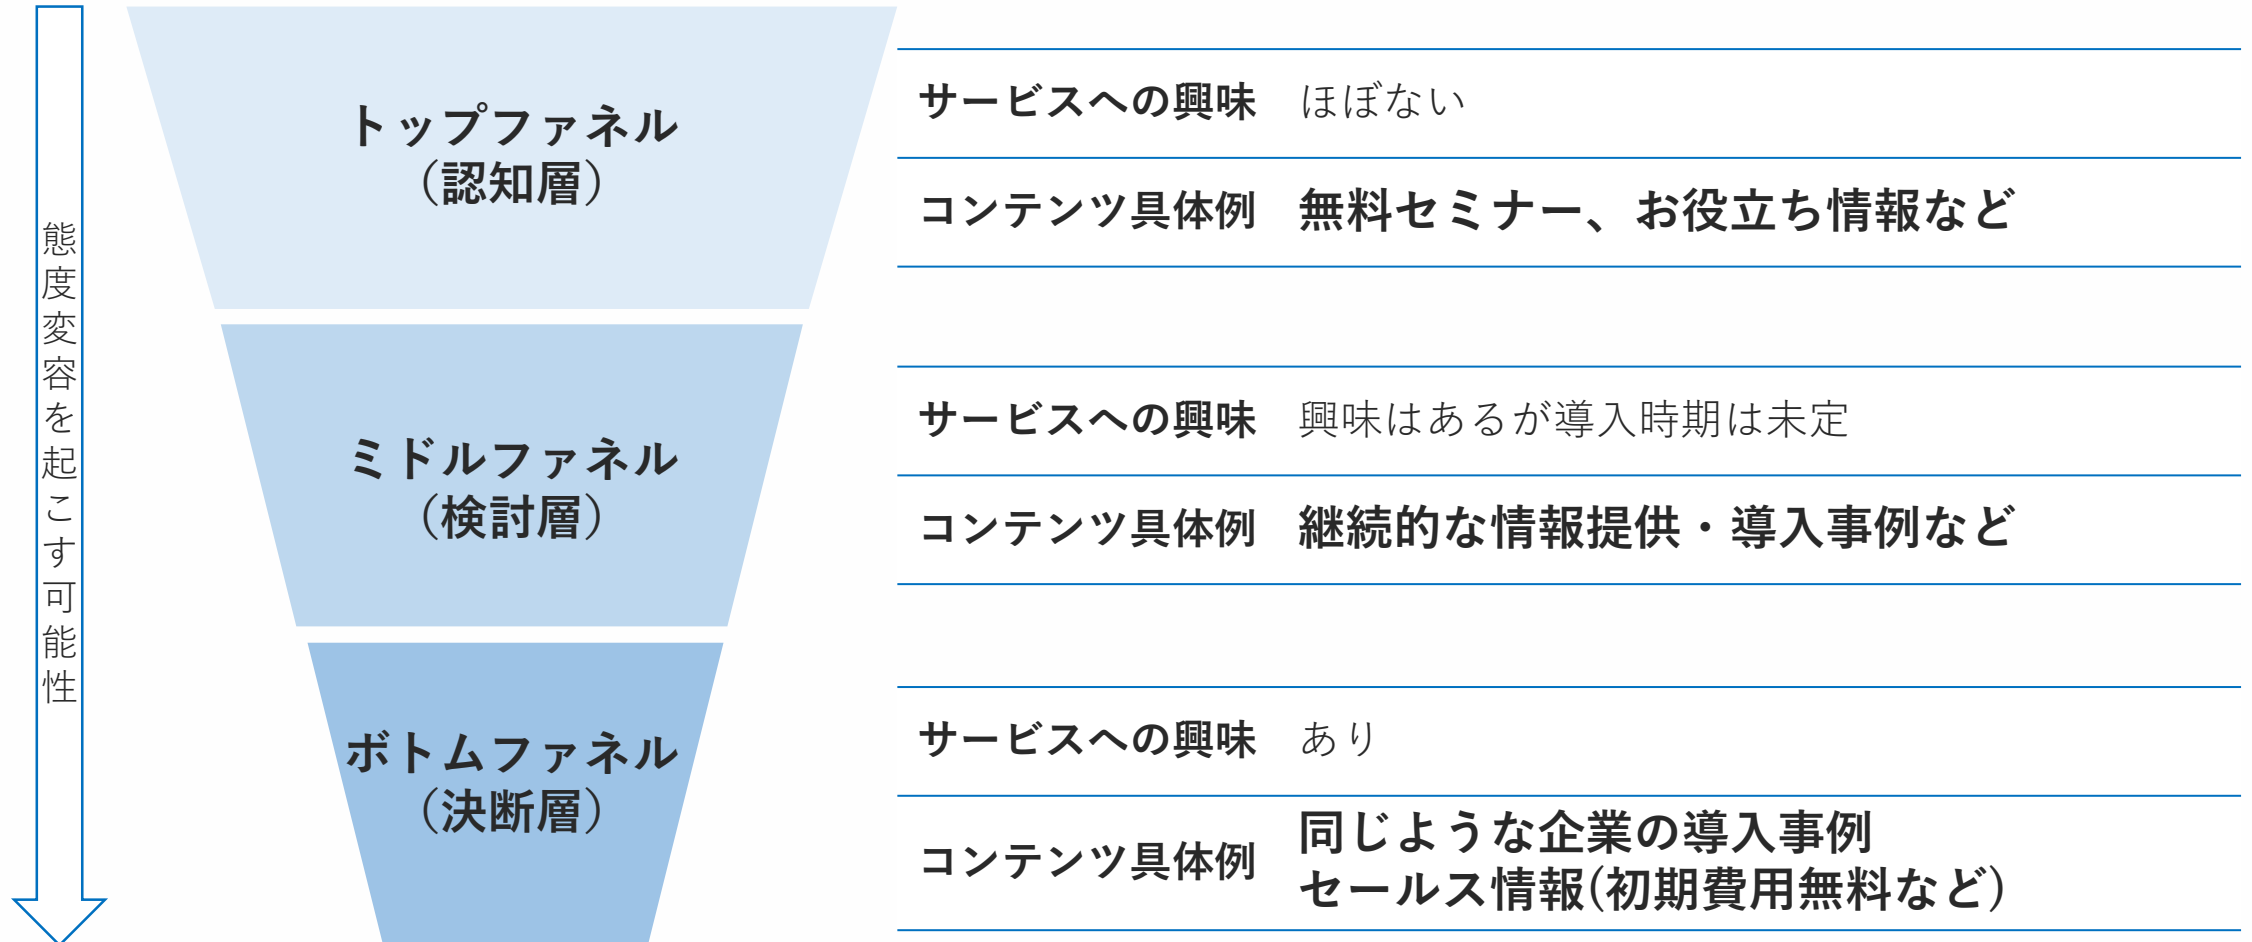 態度変容を起こす可能性
トップファネル
（認知層）
サービスへの興味 ほぼない
コンテンツ具体例 無料セミナー、お役立ち情報など
ミドルファネル
（検討層）
サービスへの興味 興味はあるが導入時期は未定
コンテンツ具体例 継続的な情報提供・導入事例など
ボトムファネル
（決断層）
サービスへの興味 あり
コンテンツ具体例 同じような企業の導入事例
セールス情報(初期費用無料など)